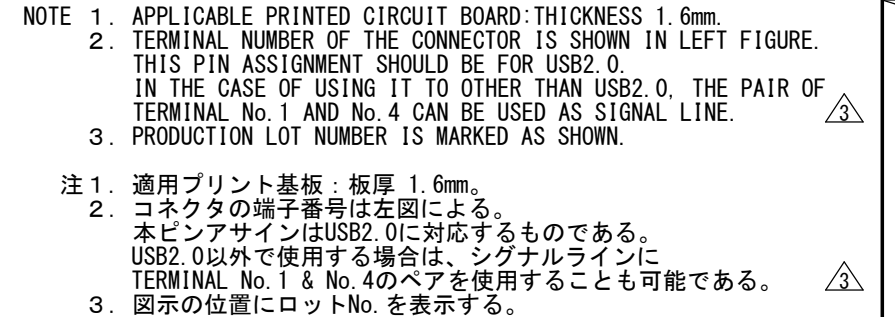 NOTE 1. APPLICABLE PRINTED CIRCUIT BOARD:THICKNESS 1.6mm.
2. TERMINAL NUMBER OF THE CONNECTOR IS SHOWN IN LEFT FIGURE.
THIS PIN ASSIGNMENT SHOULD BE FOR USB2.0.
IN THE CASE OF USING IT TO OTHER THAN USB2.0, THE PAIR OF
TERMINAL No.1 AND No.4 CAN BE USED AS SIGNAL LINE. 3
3. PRODUCTION LOT NUMBER IS MARKED AS SHOWN.
注1. 適用プリント基板：板厚 1.6mm。
2. コネクタの端子番号は左図による。
本ピンアサインはUSB2.0に対応するものである。
USB2.0以外で使用する場合は、シグナルラインに
TERMINAL No.1 & No.4のペアを使用することも可能である。 3
3. 図示の位置にロットNo.を表示する。